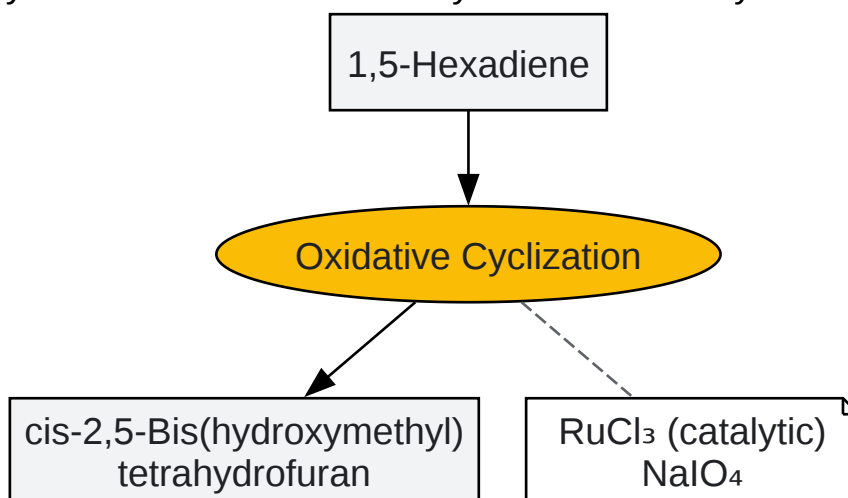 1,5-Hexadiene
Oxidative Cyclization
cis-2,5-Bis(hydroxymethyl)
tetrahydrofuran
RuCl₃ (catalytic)
NaIO₄